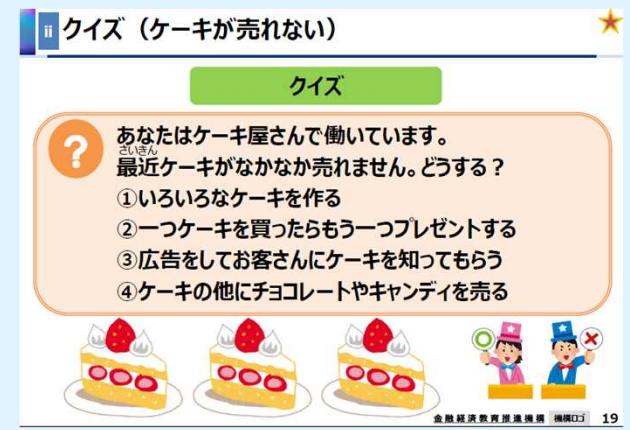 ii クイズ（ケーキが売れない）
クイズ
?
あなたはケーキ屋さんで働いています。
さいきん
最近ケーキがなかなか売れません。どうする？
①いろいろなケーキを作る
②一つケーキを買ったらもう一つプレゼントする
③広告をしてお客さんにケーキを知ってもらう
④ケーキの他にチョコレートやキャンディを売る
金融経済教育推進機構 機構ロゴ 19